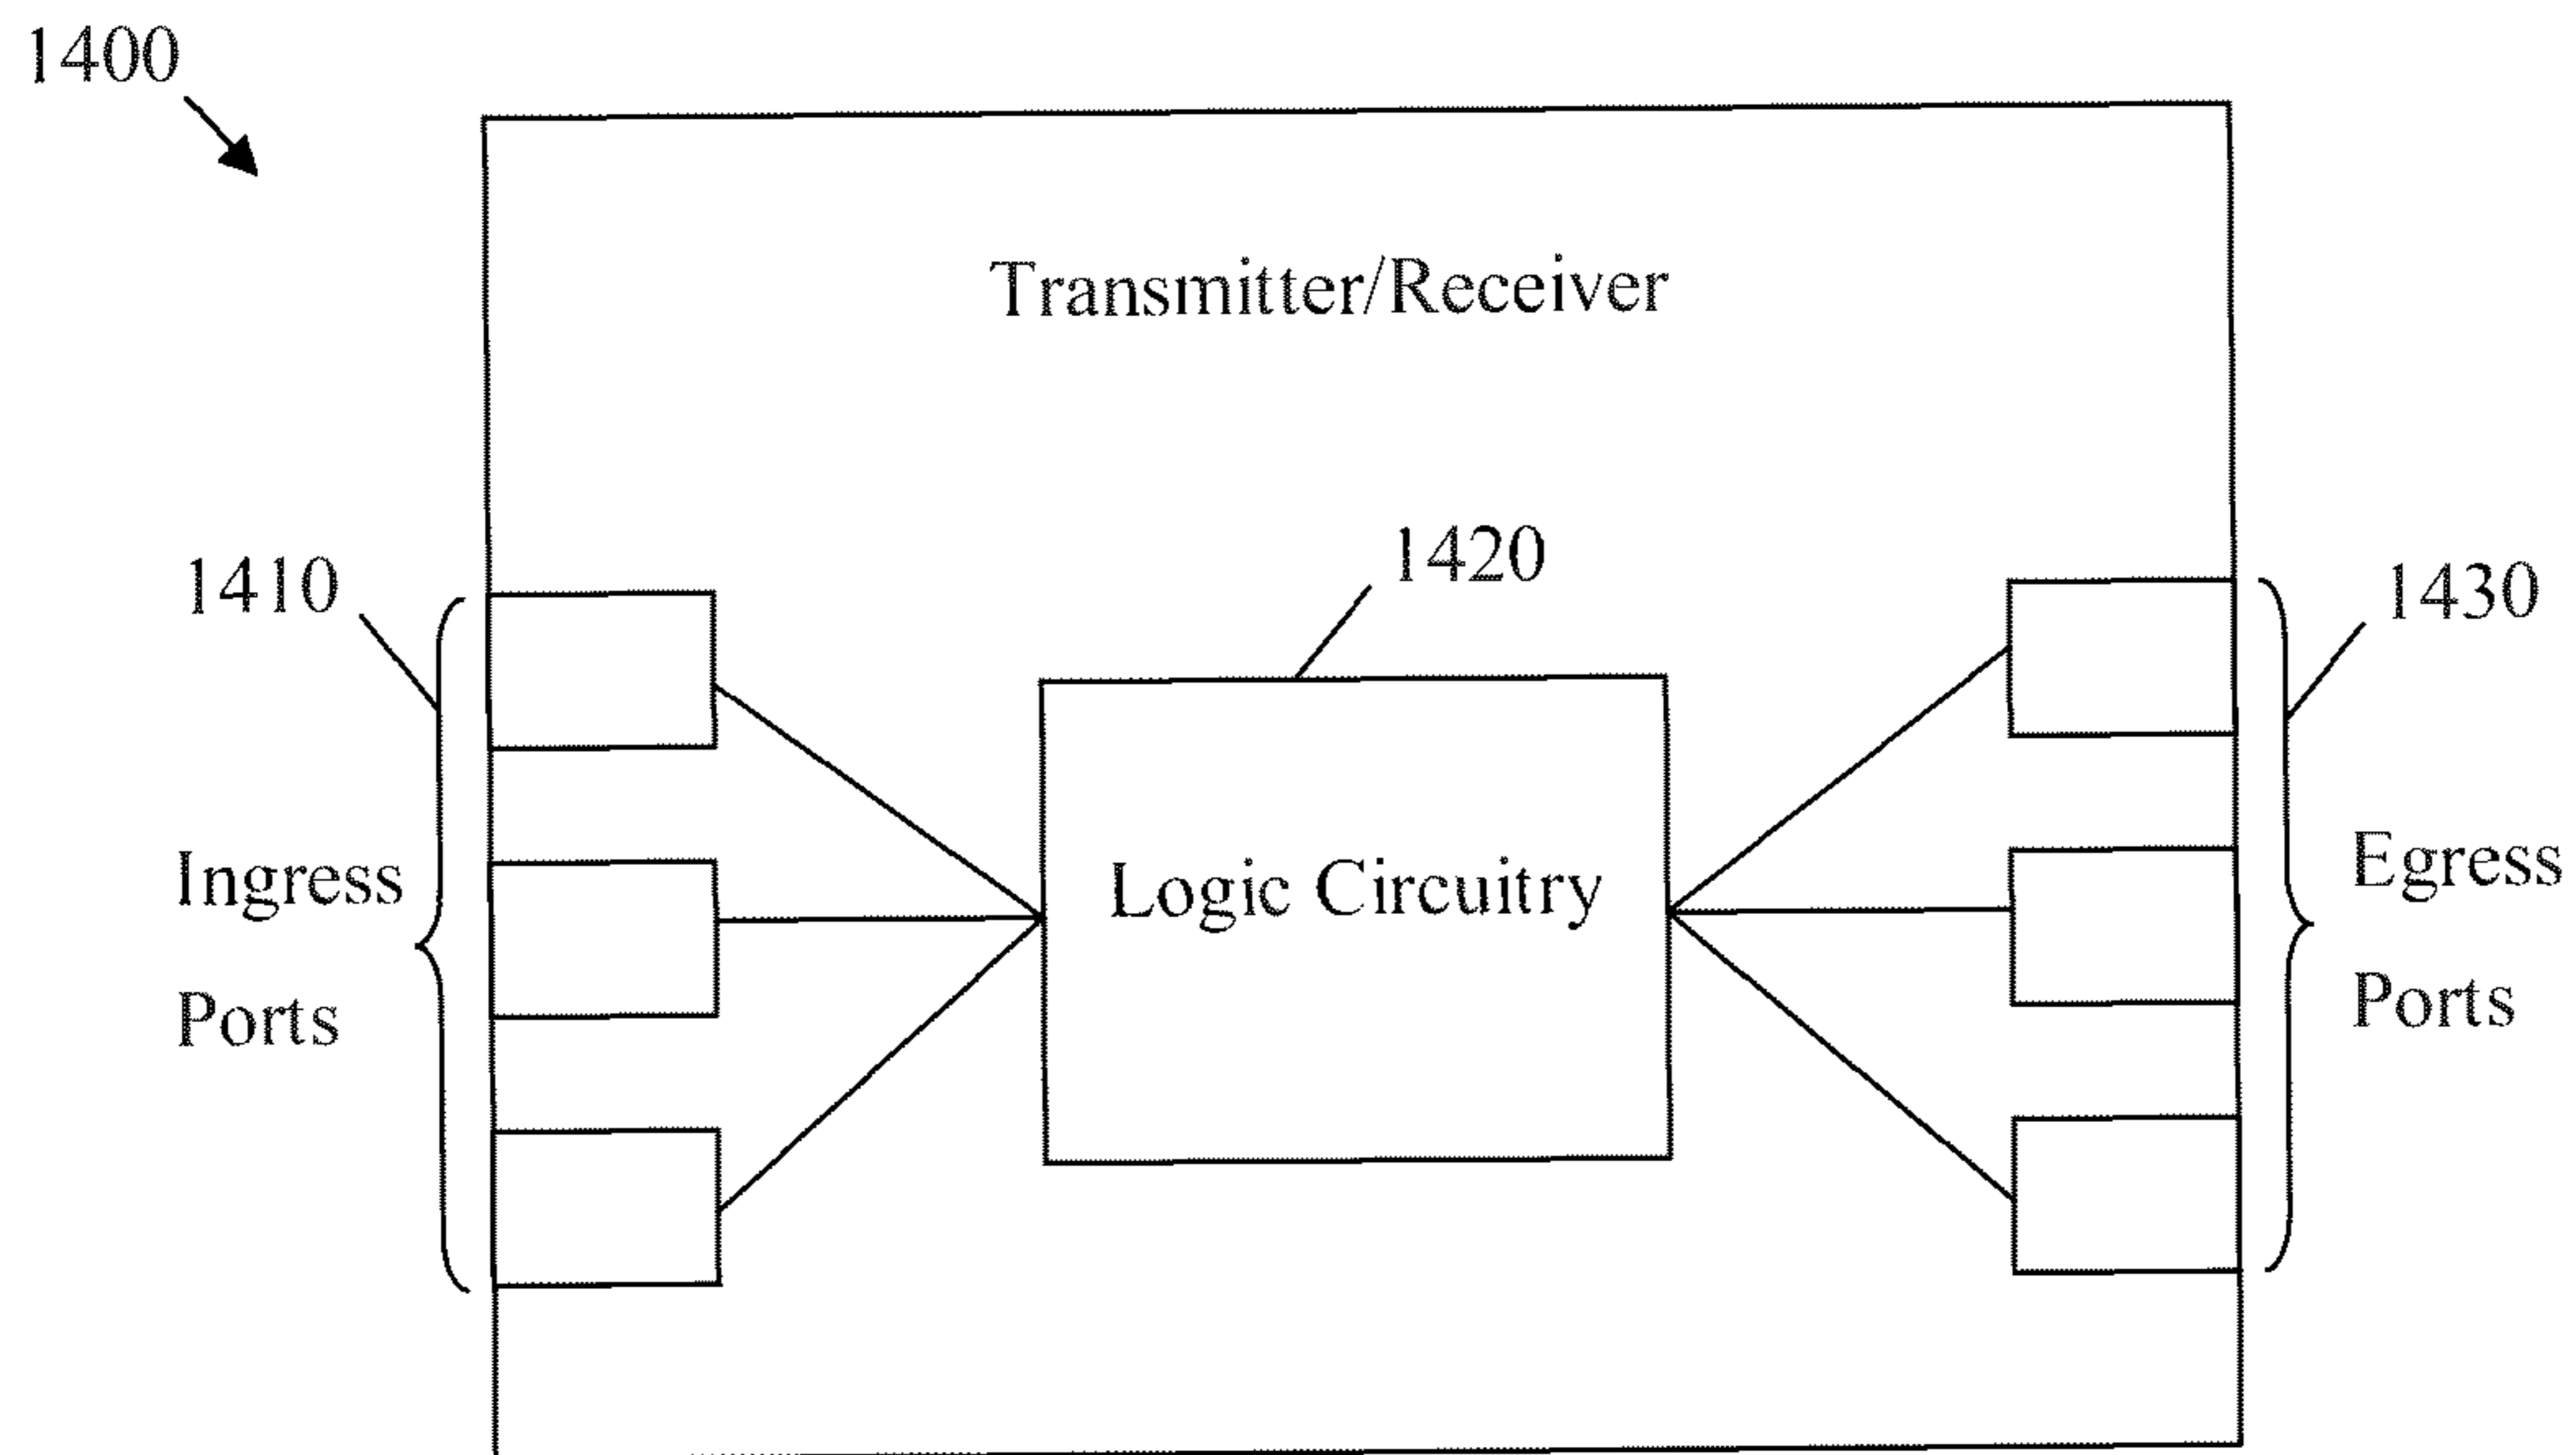 1400
Transmitter/Receiver
1410
1420
1430
Ingress
Ports
Logic Circuitry
Egress
Ports